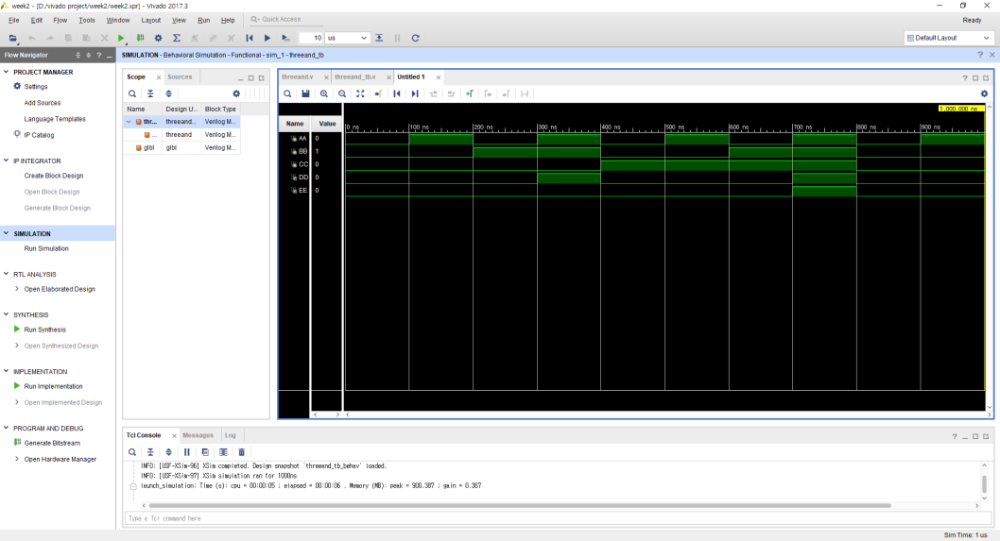 week2 - [D:/vivado project/week2/week2.xpr] - Vivado 2017.3
File Edit Flow Tools Window Layout View Run Help Q- Quick Access Ready
10 us Default Layout
Flow Navigator
SIMULATION - Behavioral Simulation - Functional - sim_1 - threeand_tb
PROJECT MANAGER
Settings
Add Sources
Language Templates
IP Catalog
IP INTEGRATOR
Create Block Design
Open Block Design
Generate Block Design
SIMULATION
Run Simulation
RTL ANALYSIS
Open Elaborated Design
SYNTHESIS
Run Synthesis
Open Synthesized Design
IMPLEMENTATION
Run Implementation
Open Implemented Design
PROGRAM AND DEBUG
Generate Bitstream
Open Hardware Manager
Scope Sources
Name Design U... Block Type
thr... threeand... Verilog M...
... threeand Verilog M...
glbl glbl Verilog M...
threeand.v threeand_tb.v Untitled 1
1,000,000 ns
Name Value 0 ns 100 ns 200 ns 300 ns 400 ns 500 ns 600 ns 700 ns 800 ns 900 ns
AA 0
BB 1
CC 0
DD 0
EE 0
Tcl Console Messages Log
INFO: [USF-XSim-96] XSim completed. Design snapshot 'threeand_tb_behav' loaded.
INFO: [USF-XSim-97] XSim simulation ran for 1000ns
launch_simulation: Time (s): cpu = 00:00:05 ; elapsed = 00:00:06 . Memory (MB): peak = 900.387 ; gain = 0.367
Type a Tcl command here
Sim Time: 1 us